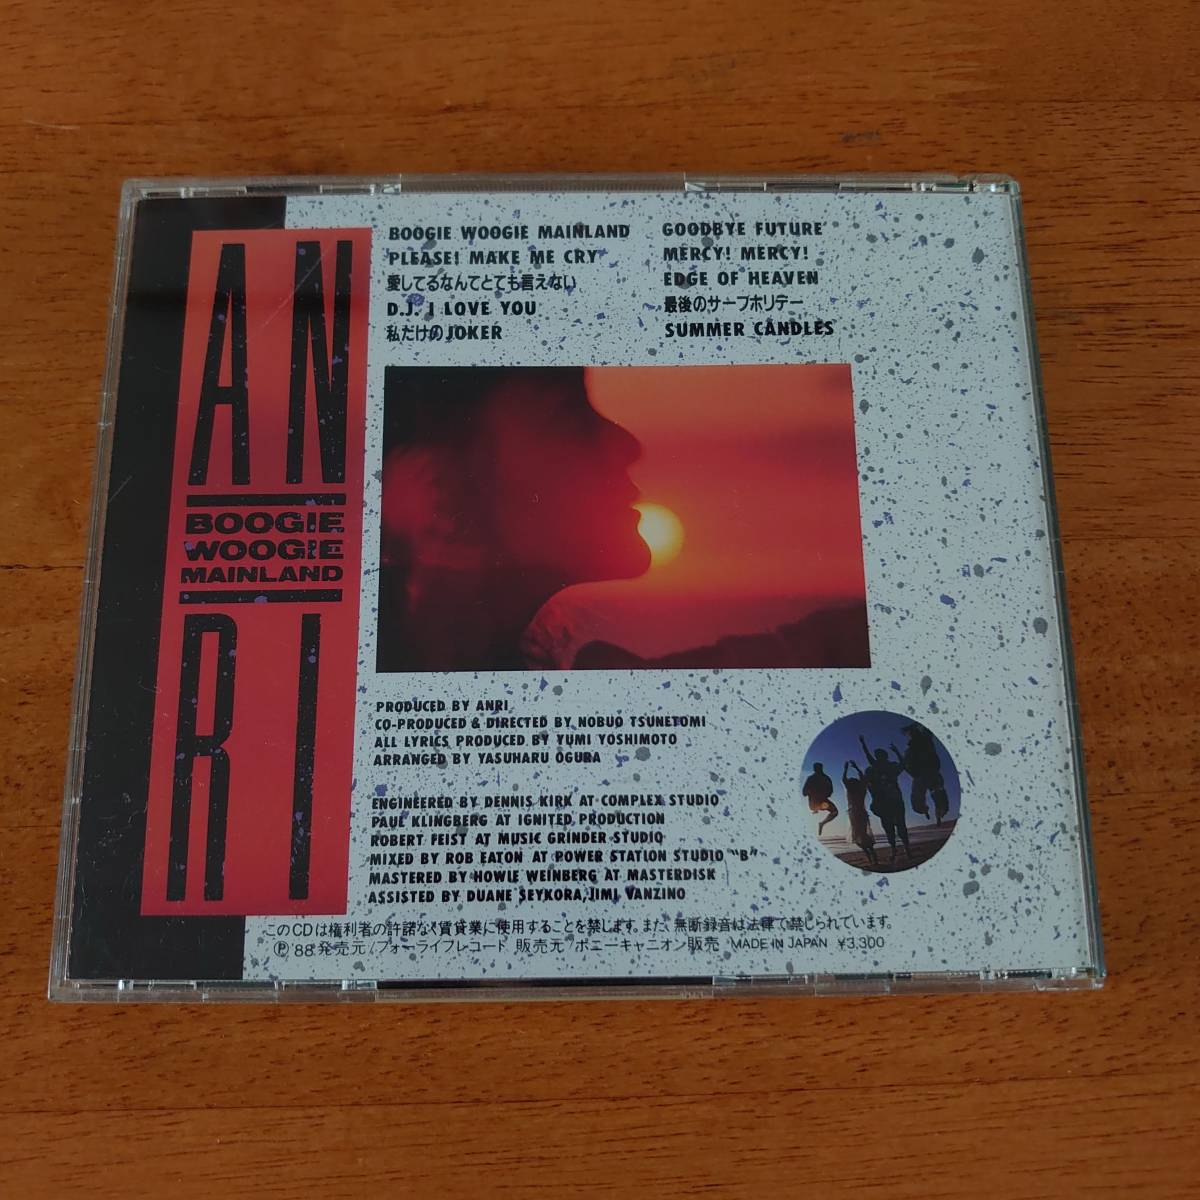 AN
BOOGIE
WOOGIE
MAINLAND
RI
BOOGIE WOOGIE MAINLAND
PLEASE! MAKE ME CRY
愛してるなんてとても言えない
D.J. I LOVE YOU
私だけのJOKER
GOODBYE FUTURE
MERCY! MERCY!
EDGE OF HEAVEN
最後のサーフホリデー
SUMMER CANDLES
PRODUCED BY ANRI
CO-PRODUCED & DIRECTED BY NOBUO TSUNETOMI
ALL LYRICS PRODUCED BY YUMI YOSHIMOTO
ARRANGED BY YASUHARU OGURA
ENGINEERED BY DENNIS KIRK AT COMPLEX STUDIO
PAUL KLINGBERG AT IGNITED PRODUCTION
ROBERT FEIST AT MUSIC GRINDER STUDIO
MIXED BY ROB EATON AT POWER STATION STUDIO "B"
MASTERED BY HOWIE WEINBERG AT MASTERDISK
ASSISTED BY DUANE SEYKORA, JIMI VANZINO
このCDは権利者の許諾なく賃貸業に使用することを禁じます。また、無断録音は法律で禁じられています。
Ⓟ'88 発売元/フォーライフレコード 販売元/ポニーキャニオン販売 MADE IN JAPAN ¥3,300